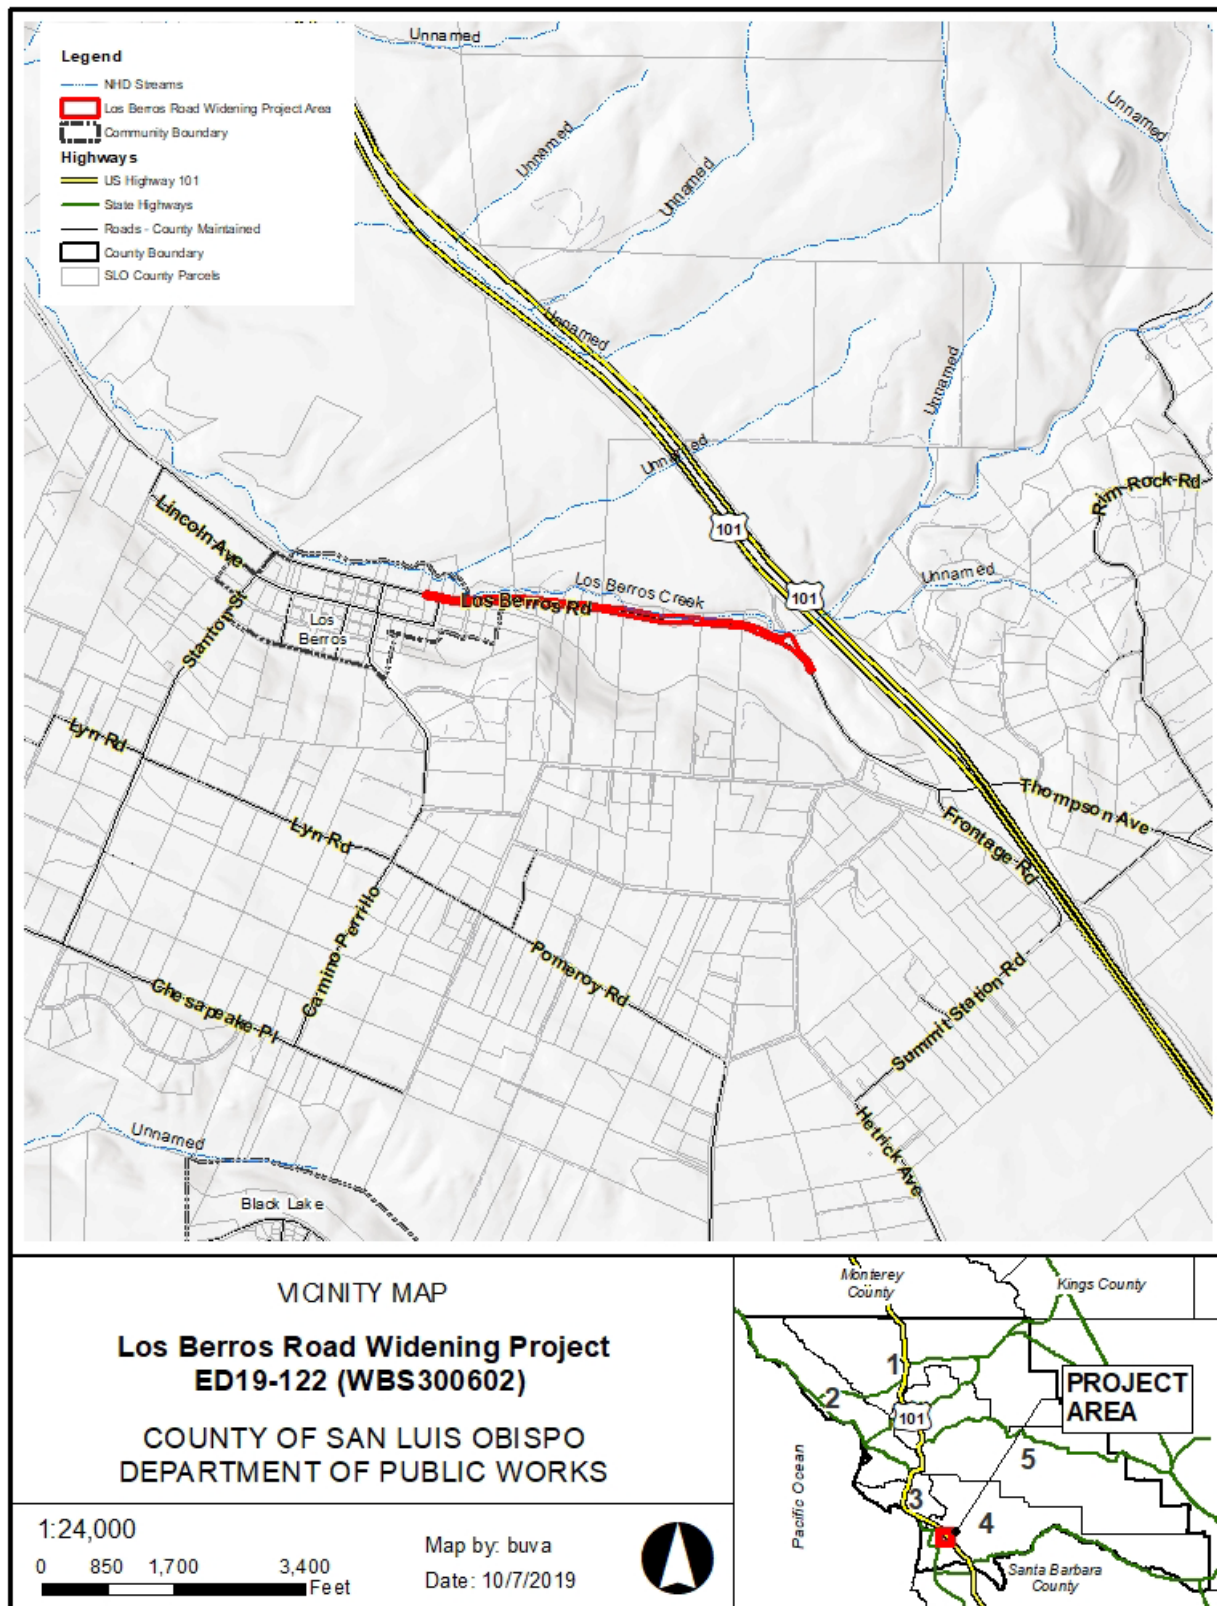 Legend
NHD Streams
Los Berros Road Widening Project Area
Community Boundary
Highways
US Highway 101
State Highways
Roads - County Maintained
County Boundary
SLO County Parcels
Unnamed
Unnamed
Unnamed
Unnamed
Unnamed
Unnamed
Unnamed
Rim Rock Rd
101
101
Unnamed
Lincoln Ave
Los Berros Creek
Los Berros Rd
Los
Berros
Stanton St
Lyn Rd
Thompson Ave
Frontage Rd
Lyn Rd
Camino Perrillo
Pomeroy Rd
Summit Station Rd
Chesapeake Pl
Hetrick Ave
Unnamed
Black Lake
VICINITY MAP
Los Berros Road Widening Project
ED19-122 (WBS300602)
COUNTY OF SAN LUIS OBISPO
DEPARTMENT OF PUBLIC WORKS
1:24,000
0 850 1,700 3,400
Feet
Map by: buva
Date: 10/7/2019
Monterey
County
Kings County
1
2
101
PROJECT
AREA
5
3
4
Pacific Ocean
Santa Barbara
County